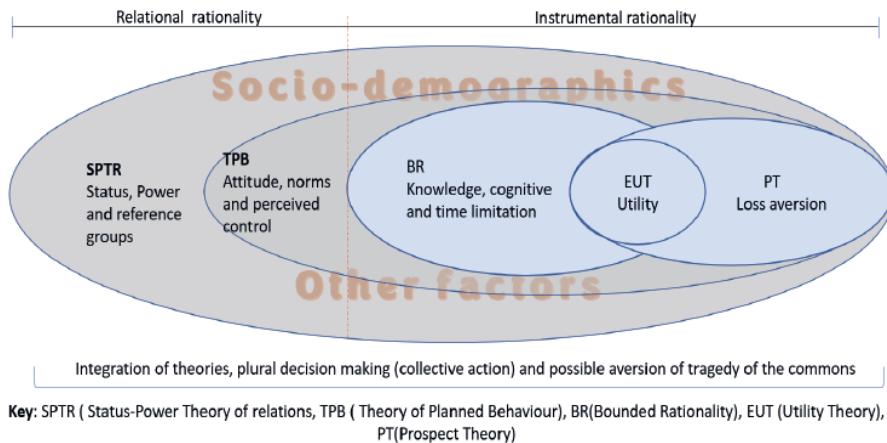 Relational rationality
Instrumental rationality
Socio-demographics
SPTR
Status, Power
and reference
groups
TPB
Attitude, norms
and perceived
control
BR
Knowledge, cognitive
and time limitation
EUT
Utility
PT
Loss aversion
Other factors
Integration of theories, plural decision making (collective action) and possible aversion of tragedy of the commons
Key: SPTR ( Status-Power Theory of relations, TPB ( Theory of Planned Behaviour), BR(Bounded Rationality), EUT (Utility Theory),
PT(Prospect Theory)